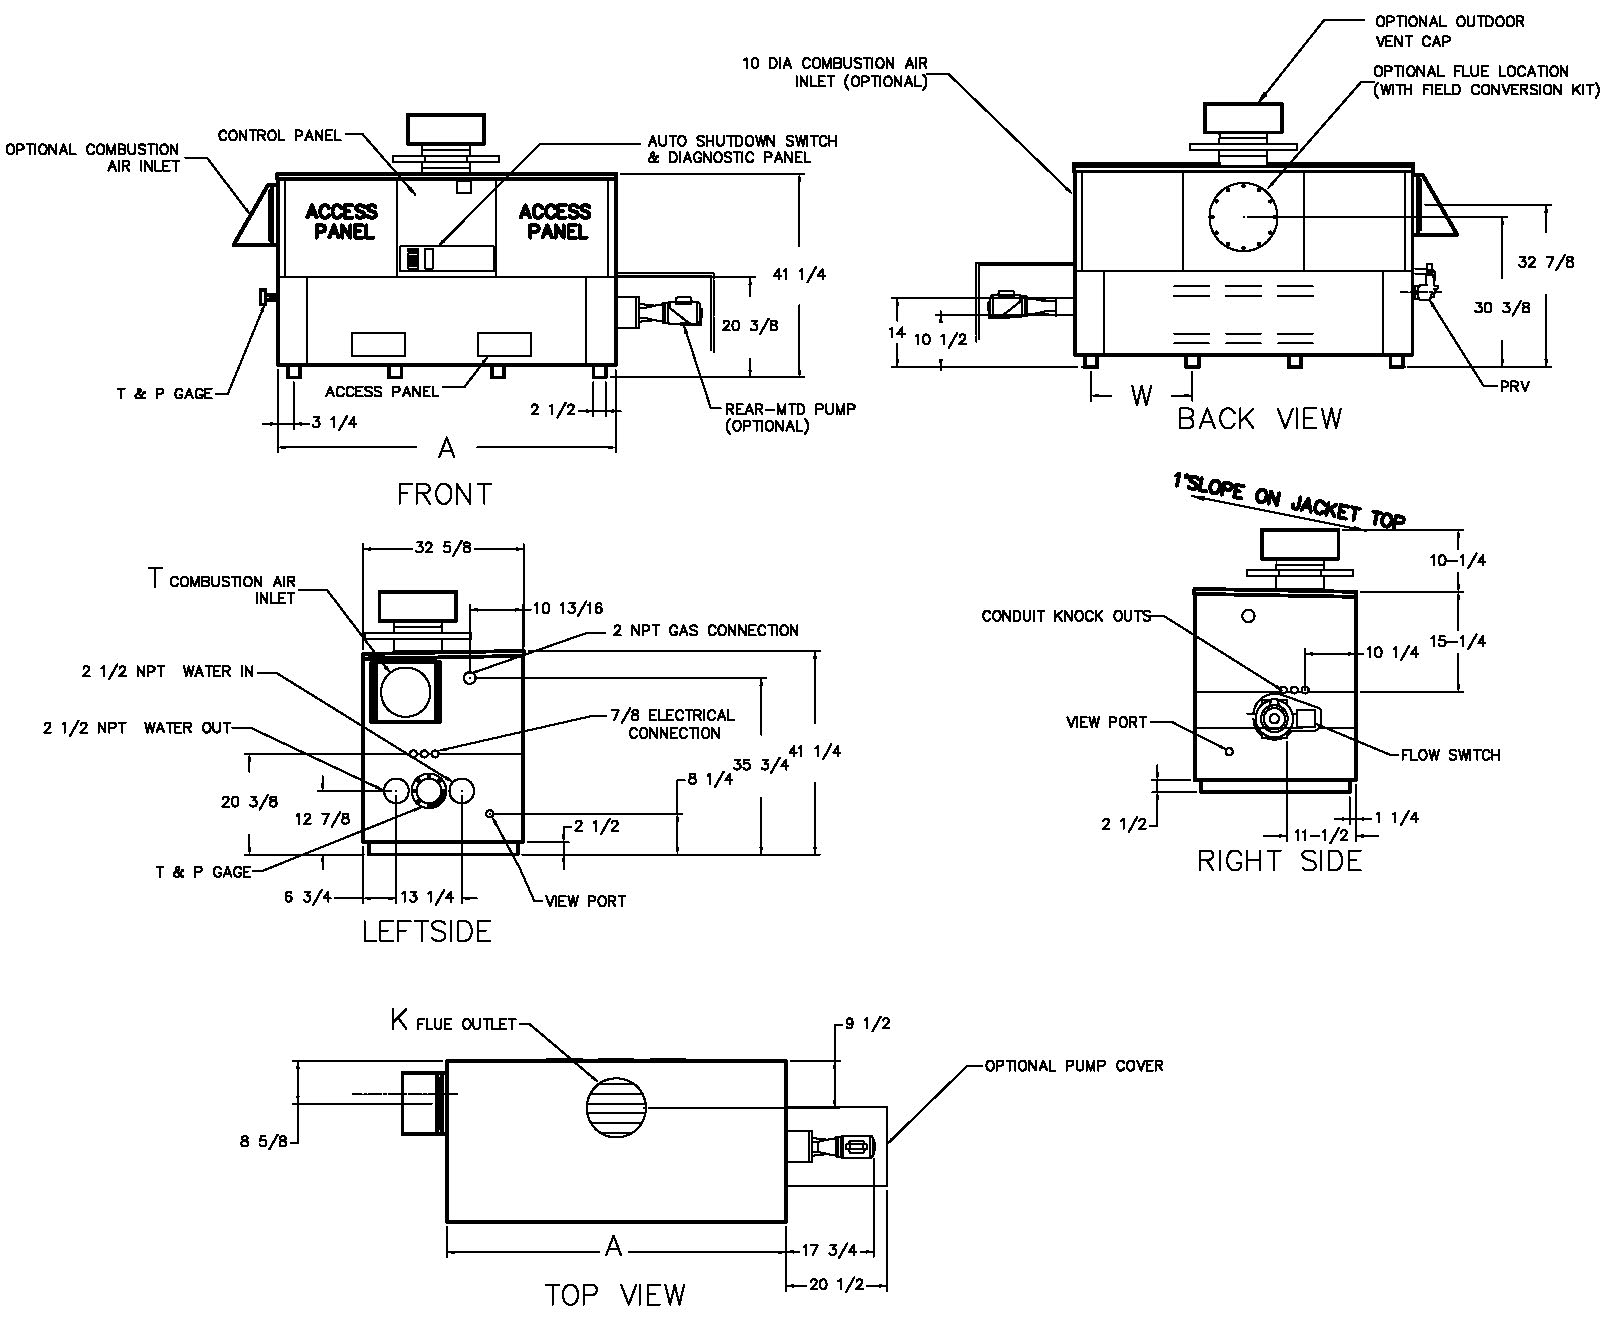 OPTIONAL OUTDOOR
VENT CAP
10 DIA COMBUSTION AIR
INLET (OPTIONAL)
OPTIONAL FLUE LOCATION
(WITH FIELD CONVERSION KIT)
CONTROL PANEL
AUTO SHUTDOWN SWITCH
& DIAGNOSTIC PANEL
OPTIONAL COMBUSTION
AIR INLET
ACCESS
PANEL
ACCESS
PANEL
41 1/4
20 3/8
T & P GAGE
ACCESS PANEL
2 1/2
3 1/4
REAR-MTD PUMP
(OPTIONAL)
A
FRONT
32 7/8
30 3/8
14
10 1/2
PRV
W
BACK VIEW
1"SLOPE ON JACKET TOP
32 5/8
T COMBUSTION AIR
INLET
10 13/16
2 NPT GAS CONNECTION
2 1/2 NPT WATER IN
2 1/2 NPT WATER OUT
7/8 ELECTRICAL
CONNECTION
41 1/4
35 3/4
8 1/4
20 3/8
12 7/8
2 1/2
T & P GAGE
6 3/4
13 1/4
VIEW PORT
LEFTSIDE
10-1/4
CONDUIT KNOCK OUTS
15-1/4
10 1/4
VIEW PORT
FLOW SWITCH
2 1/2
1 1/4
11-1/2
RIGHT SIDE
K FLUE OUTLET
9 1/2
OPTIONAL PUMP COVER
8 5/8
A
17 3/4
20 1/2
TOP VIEW